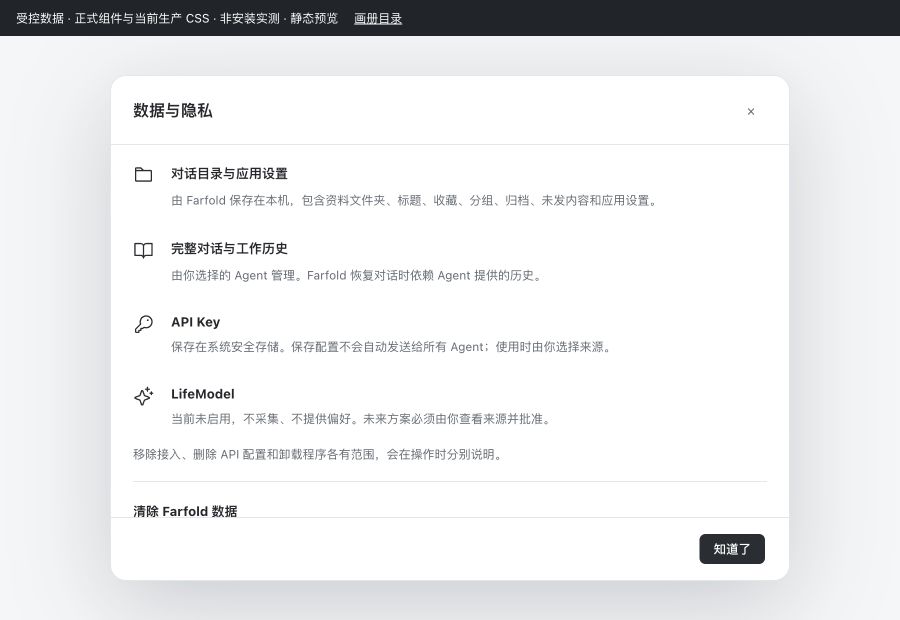 受控数据 · 正式组件与当前生产 CSS · 非安装实测 · 静态预览 画册目录
数据与隐私
×
对话目录与应用设置
由 Farfold 保存在本机，包含资料文件夹、标题、收藏、分组、归档、未发内容和应用设置。
完整对话与工作历史
由你选择的 Agent 管理。Farfold 恢复对话时依赖 Agent 提供的历史。
API Key
保存在系统安全存储。保存配置不会自动发送给所有 Agent；使用时由你选择来源。
LifeModel
当前未启用，不采集、不提供偏好。未来方案必须由你查看来源并批准。
移除接入、删除 API 配置和卸载程序各有范围，会在操作时分别说明。
清除 Farfold 数据
知道了